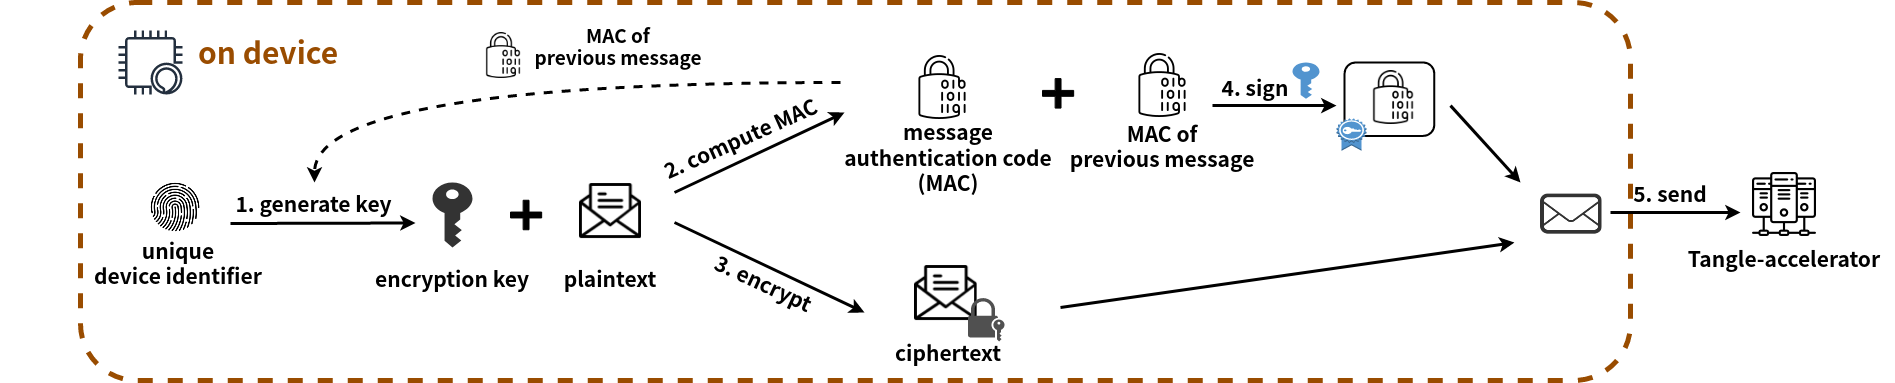 on device
MAC of
previous message
1. generate key
unique
device identifier
encryption key
plaintext
2. compute MAC
3. encrypt
message
authentication code
(MAC)
MAC of
previous message
4. sign
ciphertext
5. send
Tangle-accelerator